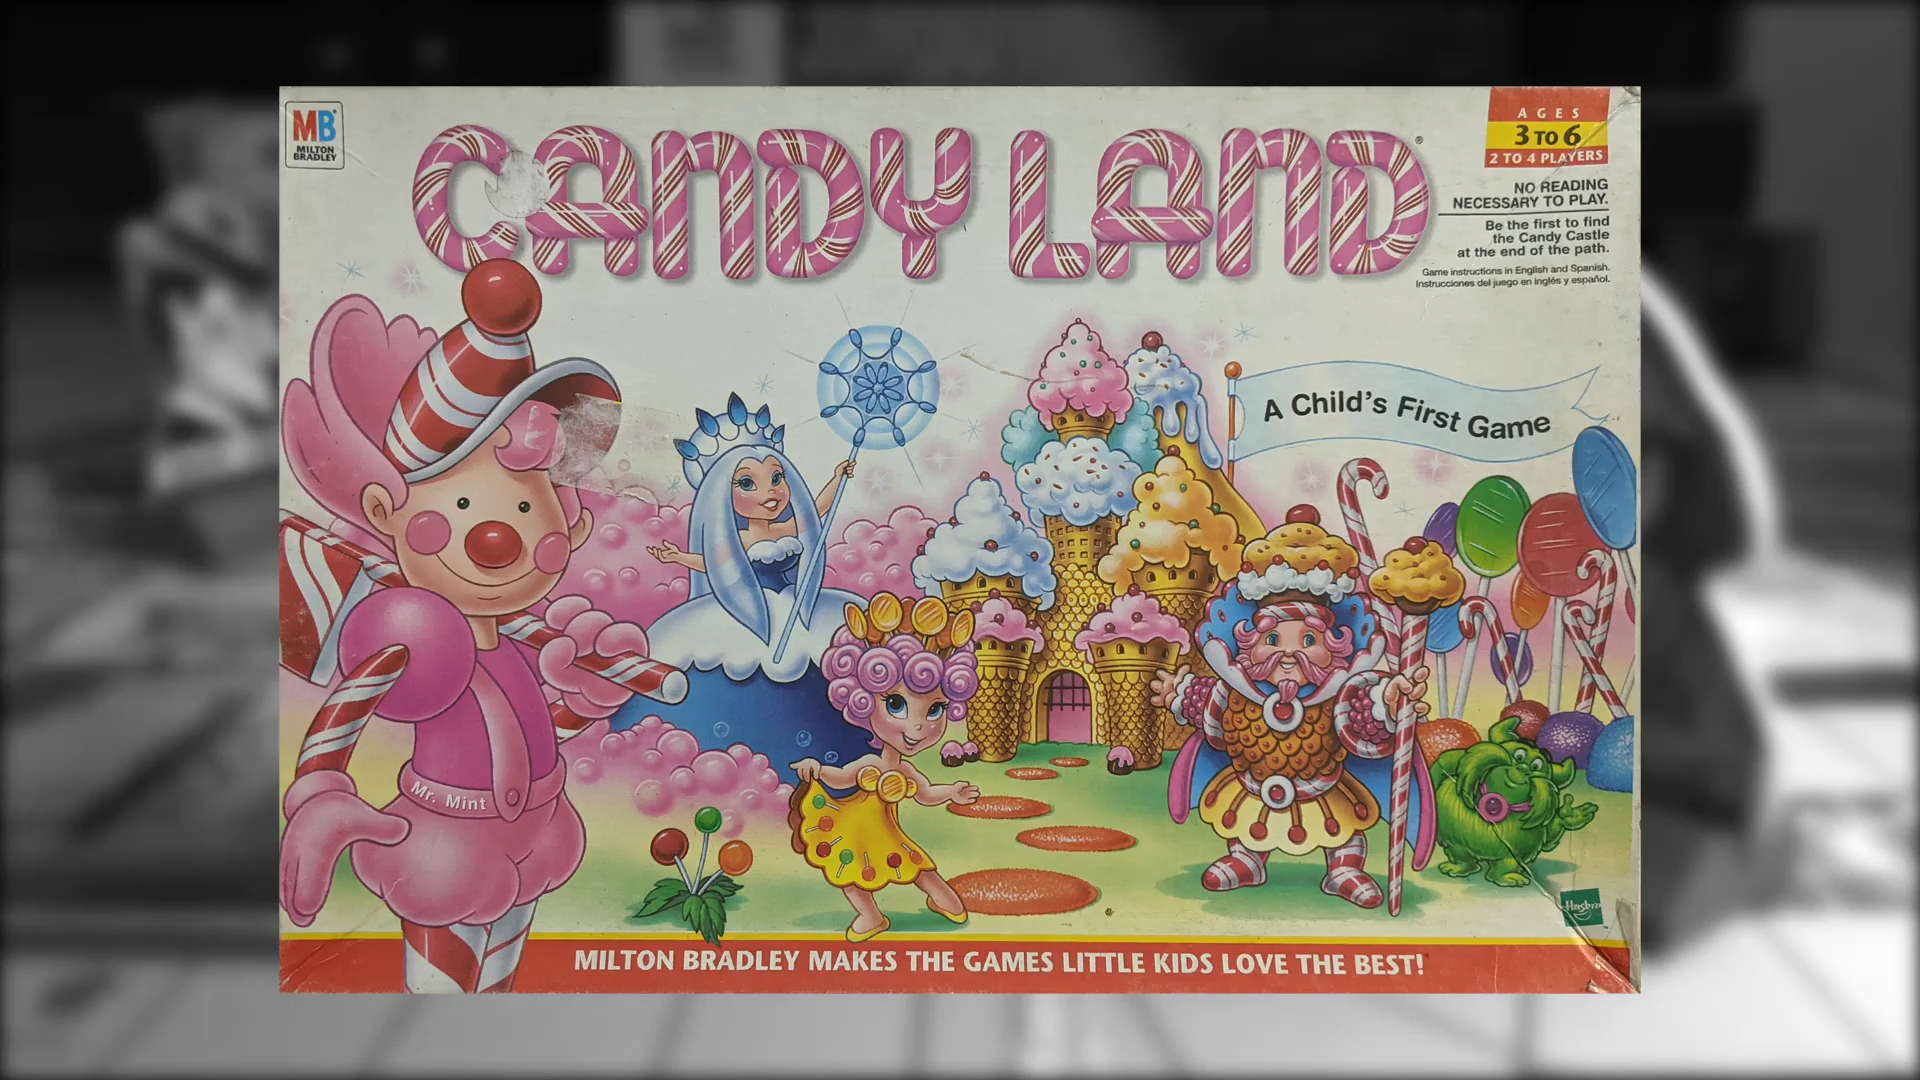 MB
MILTON
BRADLEY
CANDY LAND®
AGES
3 TO 6
2 TO 4 PLAYERS
NO READING
NECESSARY TO PLAY.
Be the first to find
the Candy Castle
at the end of the path.
Game instructions in English and Spanish.
Instrucciones del juego en inglés y español.
A Child's First Game
Mr. Mint
Hasbro
™
MILTON BRADLEY MAKES THE GAMES LITTLE KIDS LOVE THE BEST!